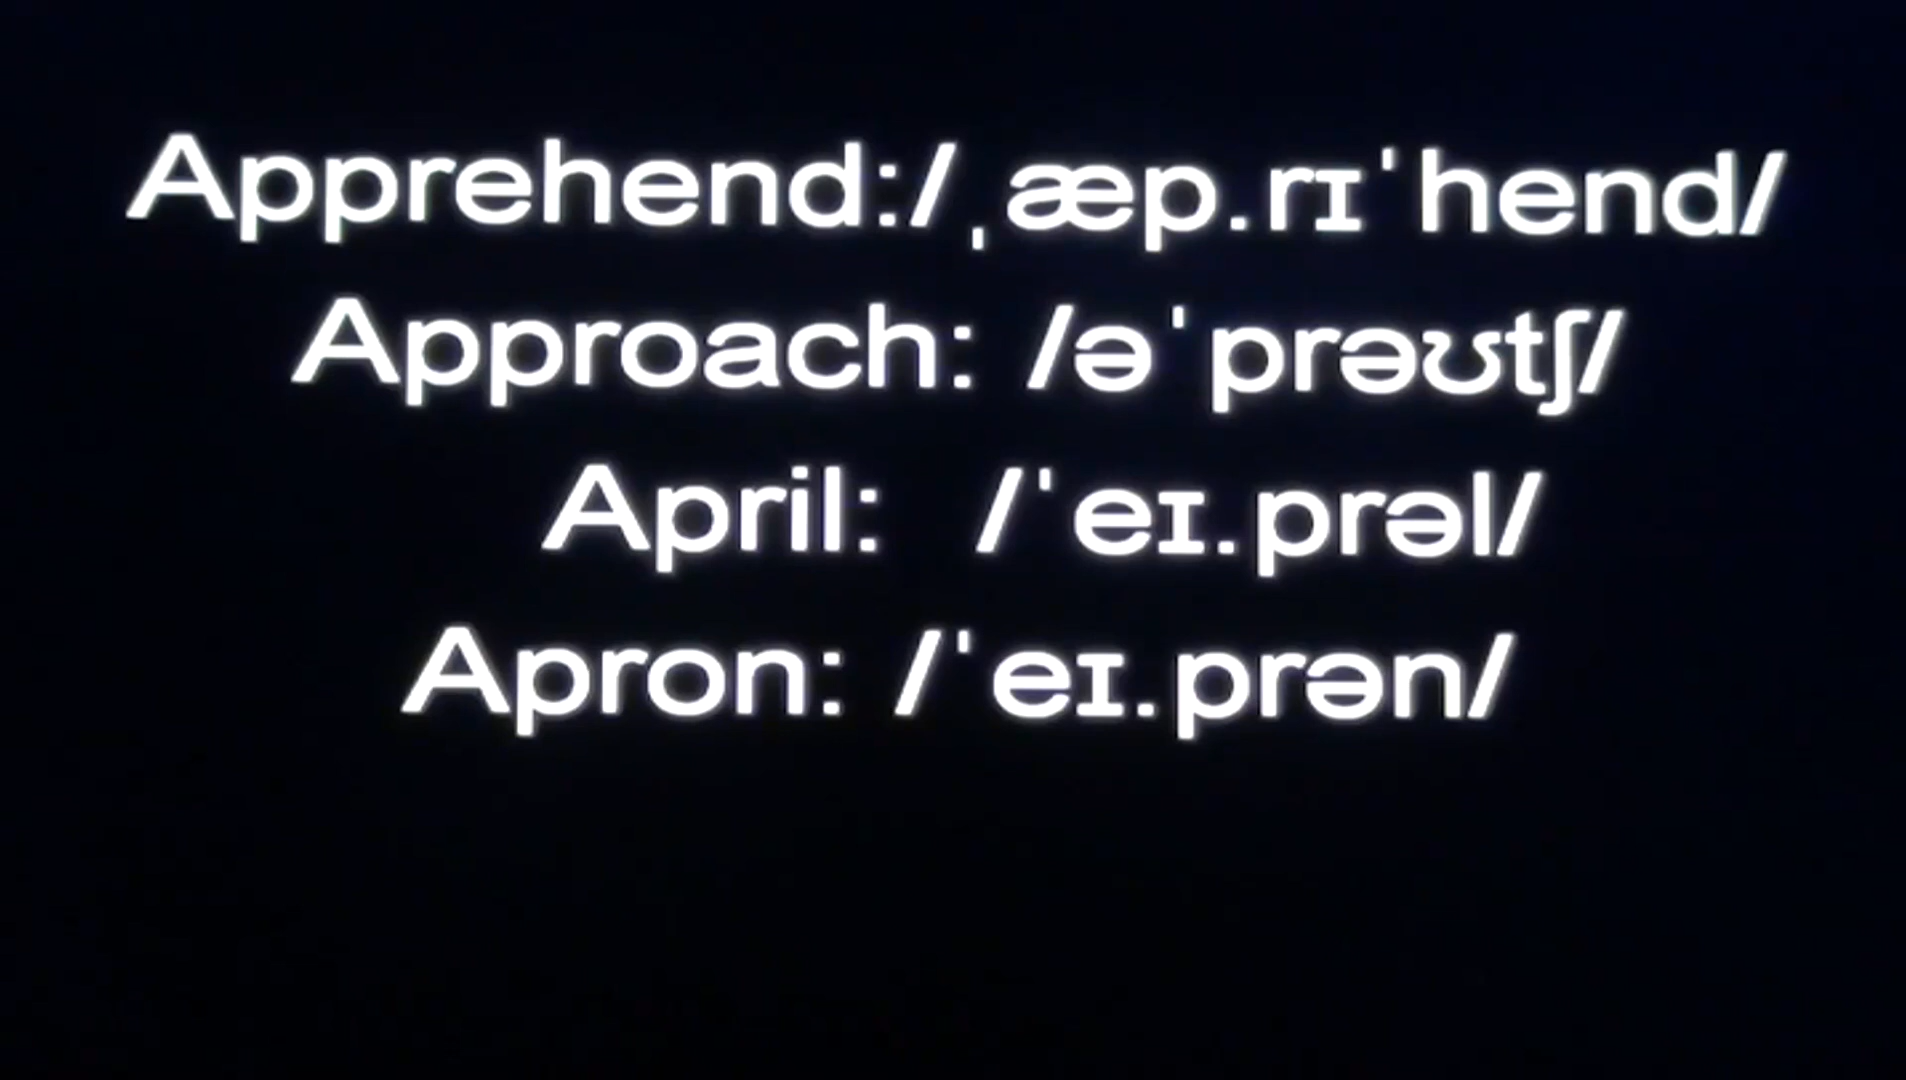 Apprehend:/ˌæp.rɪˈhend/
Approach: /əˈprəʊtʃ/
April: /ˈeɪ.prəl/
Apron: /ˈeɪ.prən/